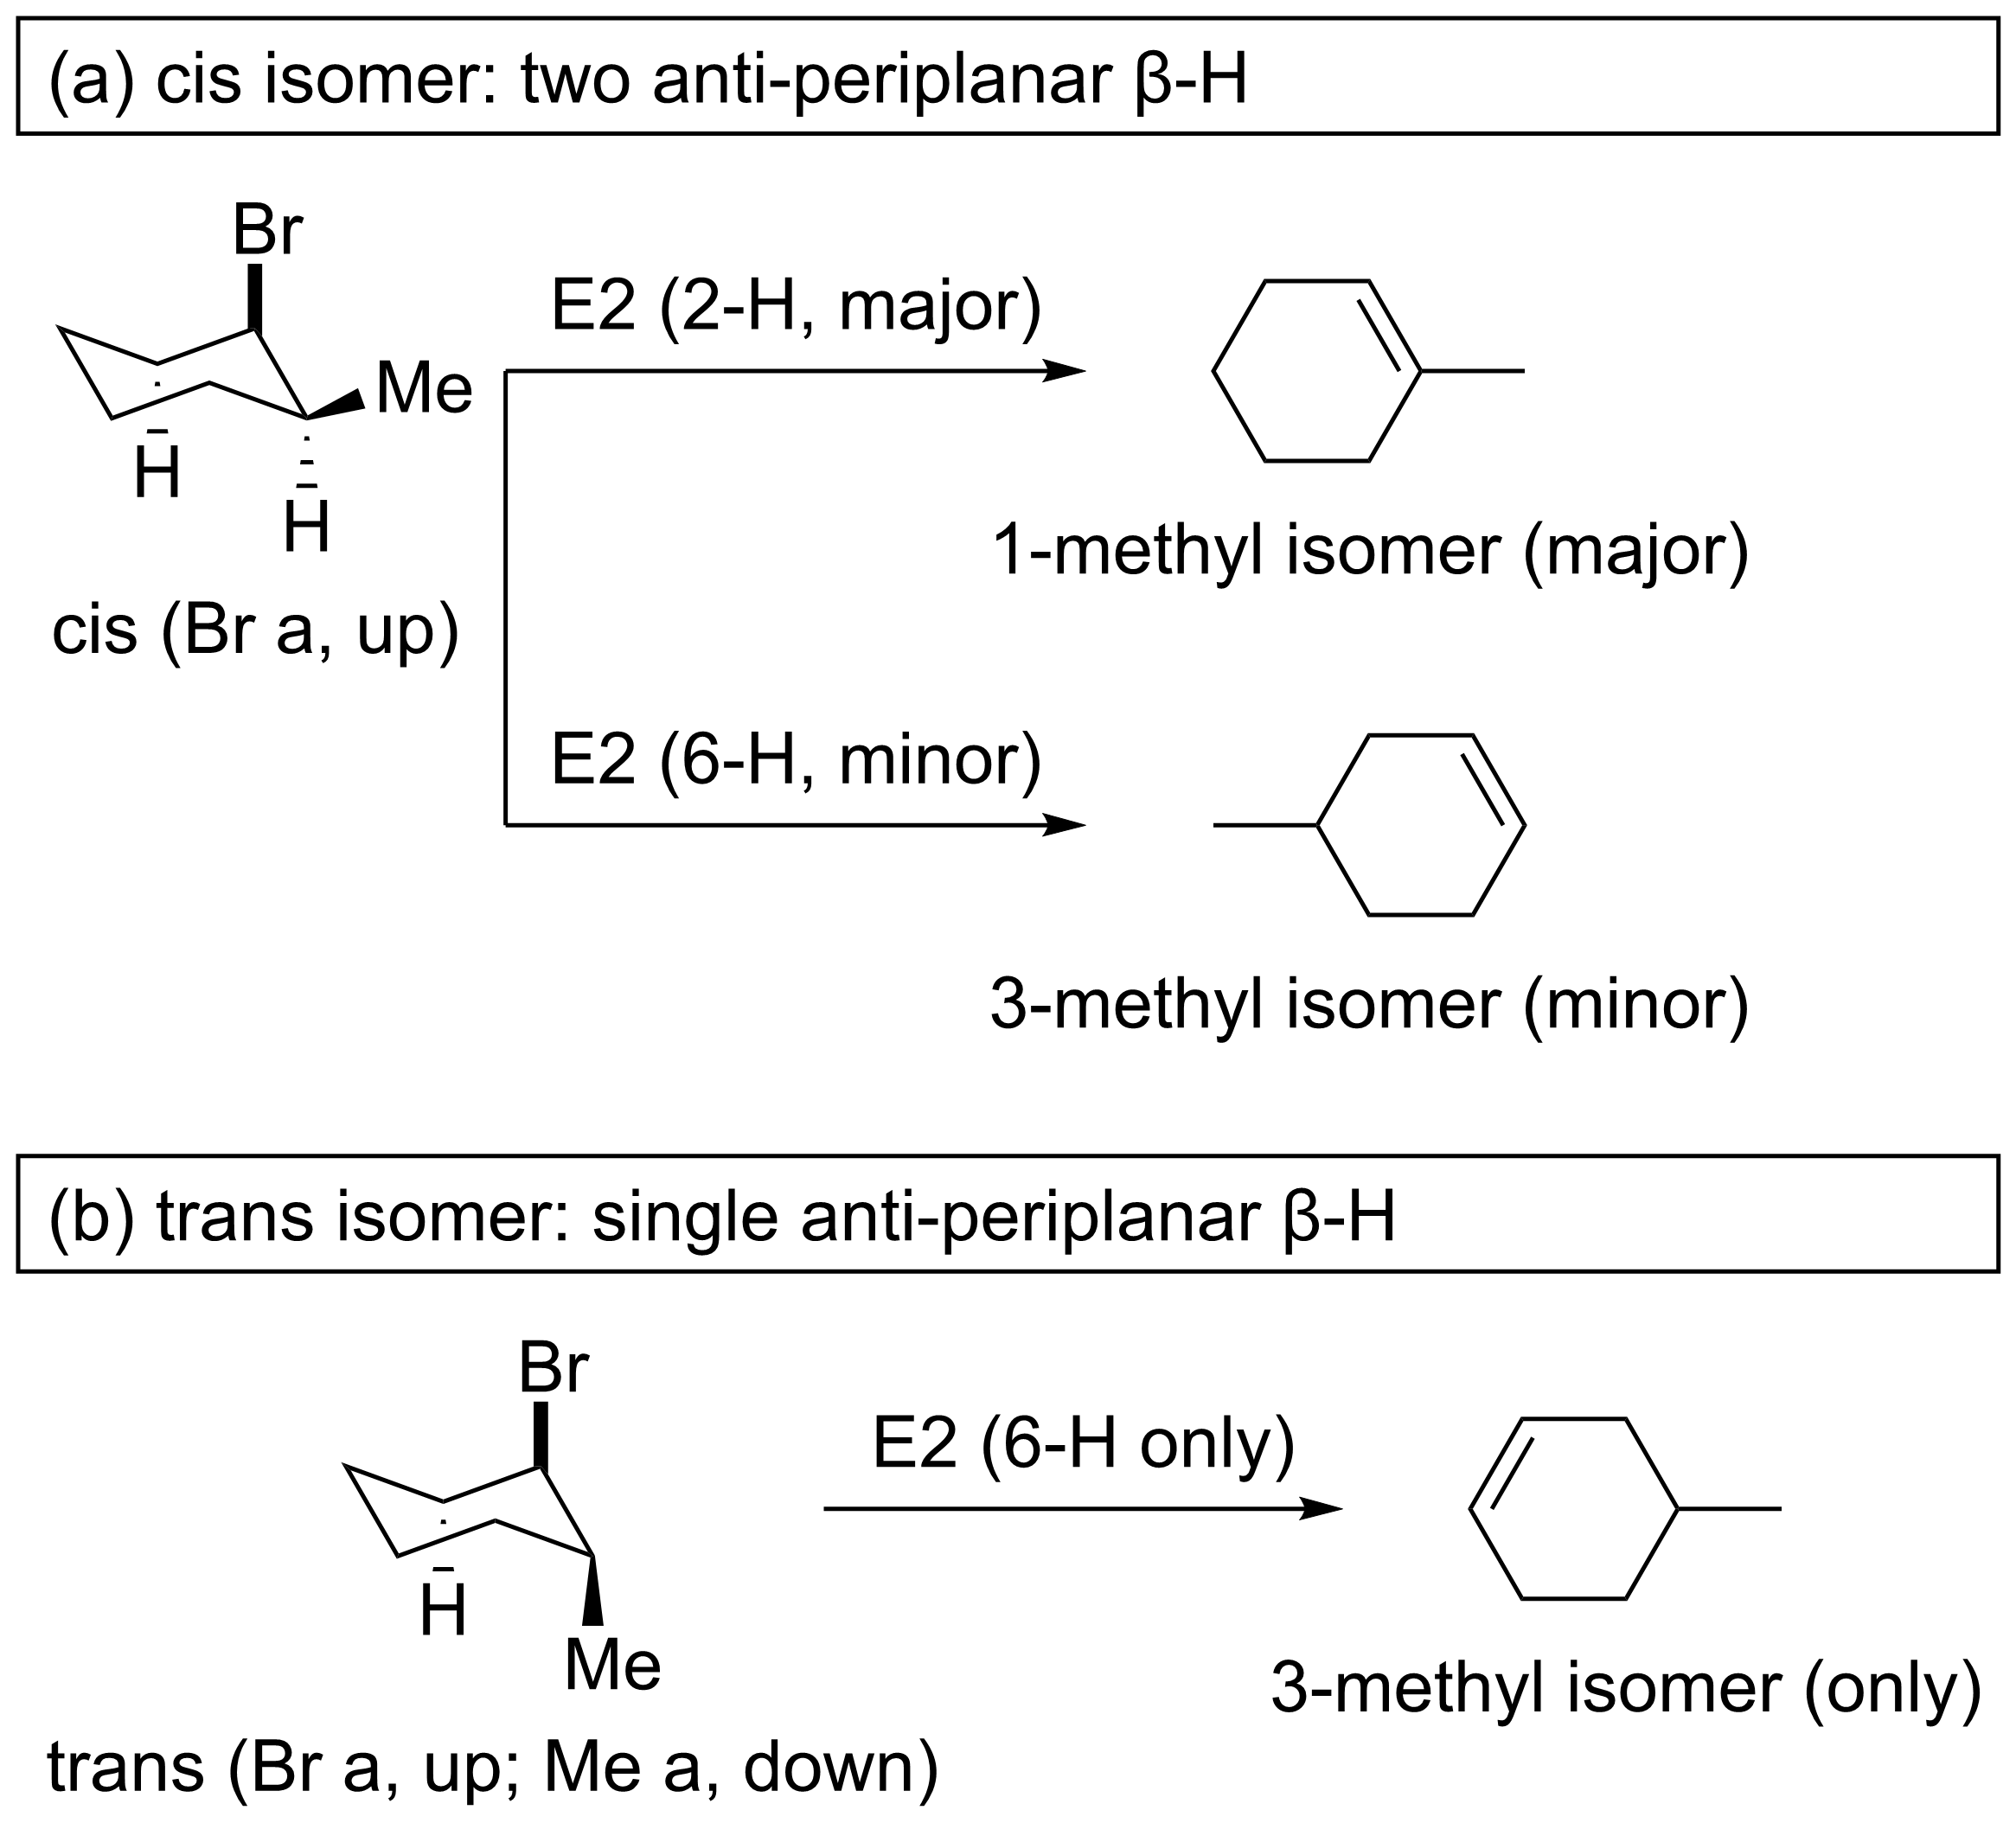 (a) cis isomer: two anti-periplanar β-H
Br
Me
H
H
cis (Br a, up)
E2 (2-H, major)
1-methyl isomer (major)
E2 (6-H, minor)
3-methyl isomer (minor)
(b) trans isomer: single anti-periplanar β-H
Br
H
Me
trans (Br a, up; Me a, down)
E2 (6-H only)
3-methyl isomer (only)